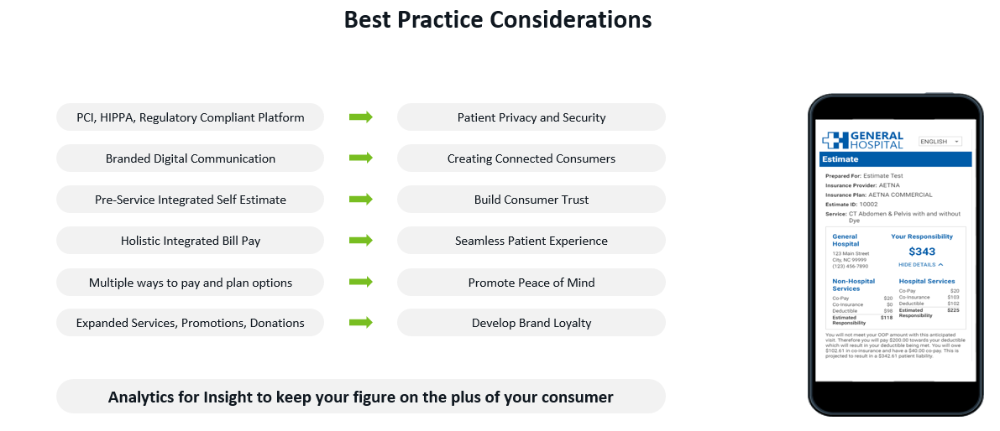 Best Practice Considerations
PCI, HIPPA, Regulatory Compliant Platform
Patient Privacy and Security
Branded Digital Communication
Creating Connected Consumers
Pre-Service Integrated Self Estimate
Build Consumer Trust
Holistic Integrated Bill Pay
Seamless Patient Experience
Multiple ways to pay and plan options
Promote Peace of Mind
Expanded Services, Promotions, Donations
Develop Brand Loyalty
Analytics for Insight to keep your figure on the plus of your consumer
GENERAL
HOSPITAL
ENGLISH
Estimate
Prepared For: Estimate Test
Insurance Provider: AETNA
Insurance Plan: AETNA COMMERCIAL
Estimate ID: 10002
Service: CT Abdomen & Pelvis with and without
Dye
General
Hospital
123 Main Street
City, NC 99999
(123) 456-7890
Your Responsibility
$343
HIDE DETAILS
Non-Hospital
Services
Co-Pay $20
Co-Insurance $0
Deductible $98
Estimated $118
Responsibility
Hospital Services
Co-Pay $20
Co-Insurance $103
Deductible $102
Estimated $225
Responsibility
You will not meet your OOP amount with this anticipated
visit. Therefore you will pay $200.00 towards your deductible
which will result in your deductible being met. You will owe
$102.61 in co-insurance and have a $40.00 co-pay. This is
projected to result in a $342.61 patient liability.